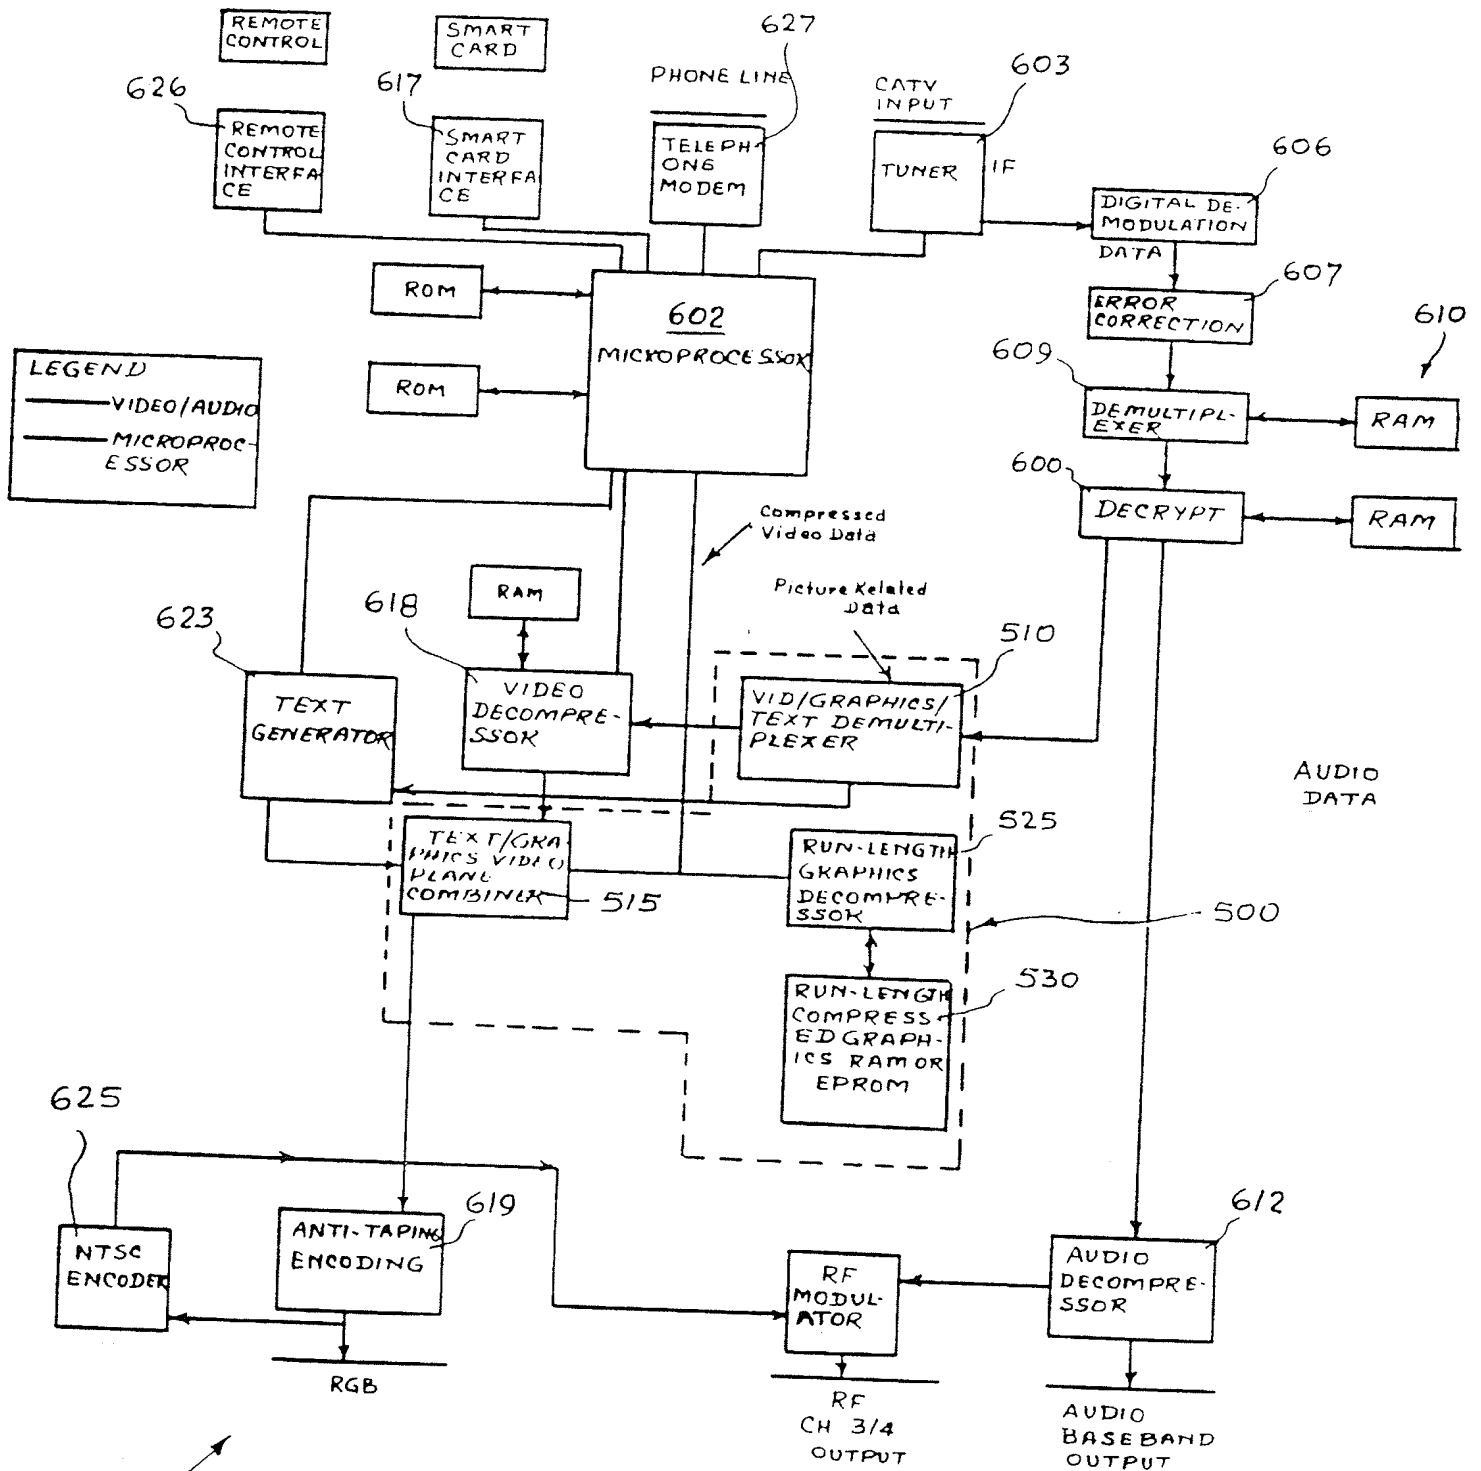 REMOTE
CONTROL
SMART
CARD
627
603
626
617
PHONE LINE
CATV
INPUT
REMOTE
CONTROL
INTERFA
CE
SMART
CARD
INTERFA
CE
TELEPH
ONE
MODEM
TUNER
IF
606
DIGITAL DE-
MODULATION
DATA
607
ROM
602
MICROPROCESSOR
ERROR
CORRECTION
610
609
LEGEND
VIDEO/AUDIO
MICROPROC-
ESSOR
ROM
DEMULTIPL-
EXER
RAM
600
DECRYPT
RAM
Compressed
Video Data
RAM
Picture Related
Data
618
623
510
TEXT
GENERATOR
VIDEO
DECOMPRE-
SSOR
VID/GRAPHICS/
TEXT DEMULTI-
PLEXER
AUDIO
DATA
525
TEXT/GRA-
PHICS VIDEO
PLANE
COMBINER
515
RUN-LENGTH
GRAPHICS
DECOMPRE-
SSOR
500
530
RUN-LENGTH
COMPRESS
ED GRAPH-
ICS RAM OR
EPROM
625
619
612
NTSC
ENCODER
ANTI-TAPING
ENCODING
RF
MODUL-
ATOR
AUDIO
DECOMPRE-
SSOR
RGB
RF
CH 3/4
OUTPUT
AUDIO
BASEBAND
OUTPUT